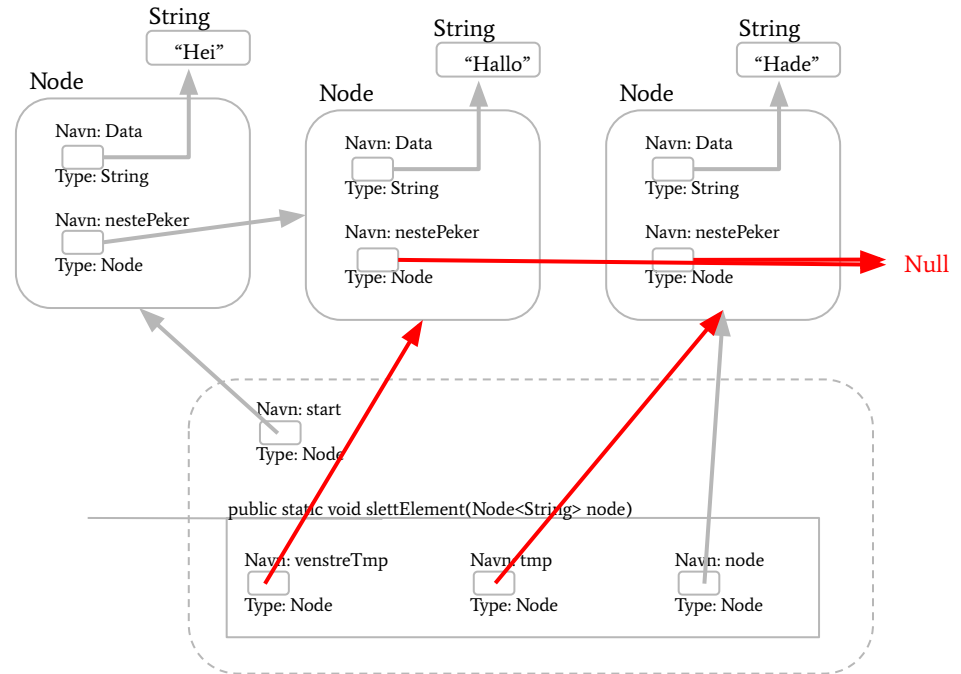 String
“Hei”
Node
Navn: Data
Type: String
Navn: nestePeker
Type: Node
String
“Hallo”
Node
Navn: Data
Type: String
Navn: nestePeker
Type: Node
String
“Hade”
Node
Navn: Data
Type: String
Navn: nestePeker
Type: Node
Null
Navn: start
Type: Node
public static void slettElement(Node<String> node)
Navn: venstreTmp
Type: Node
Navn: tmp
Type: Node
Navn: node
Type: Node